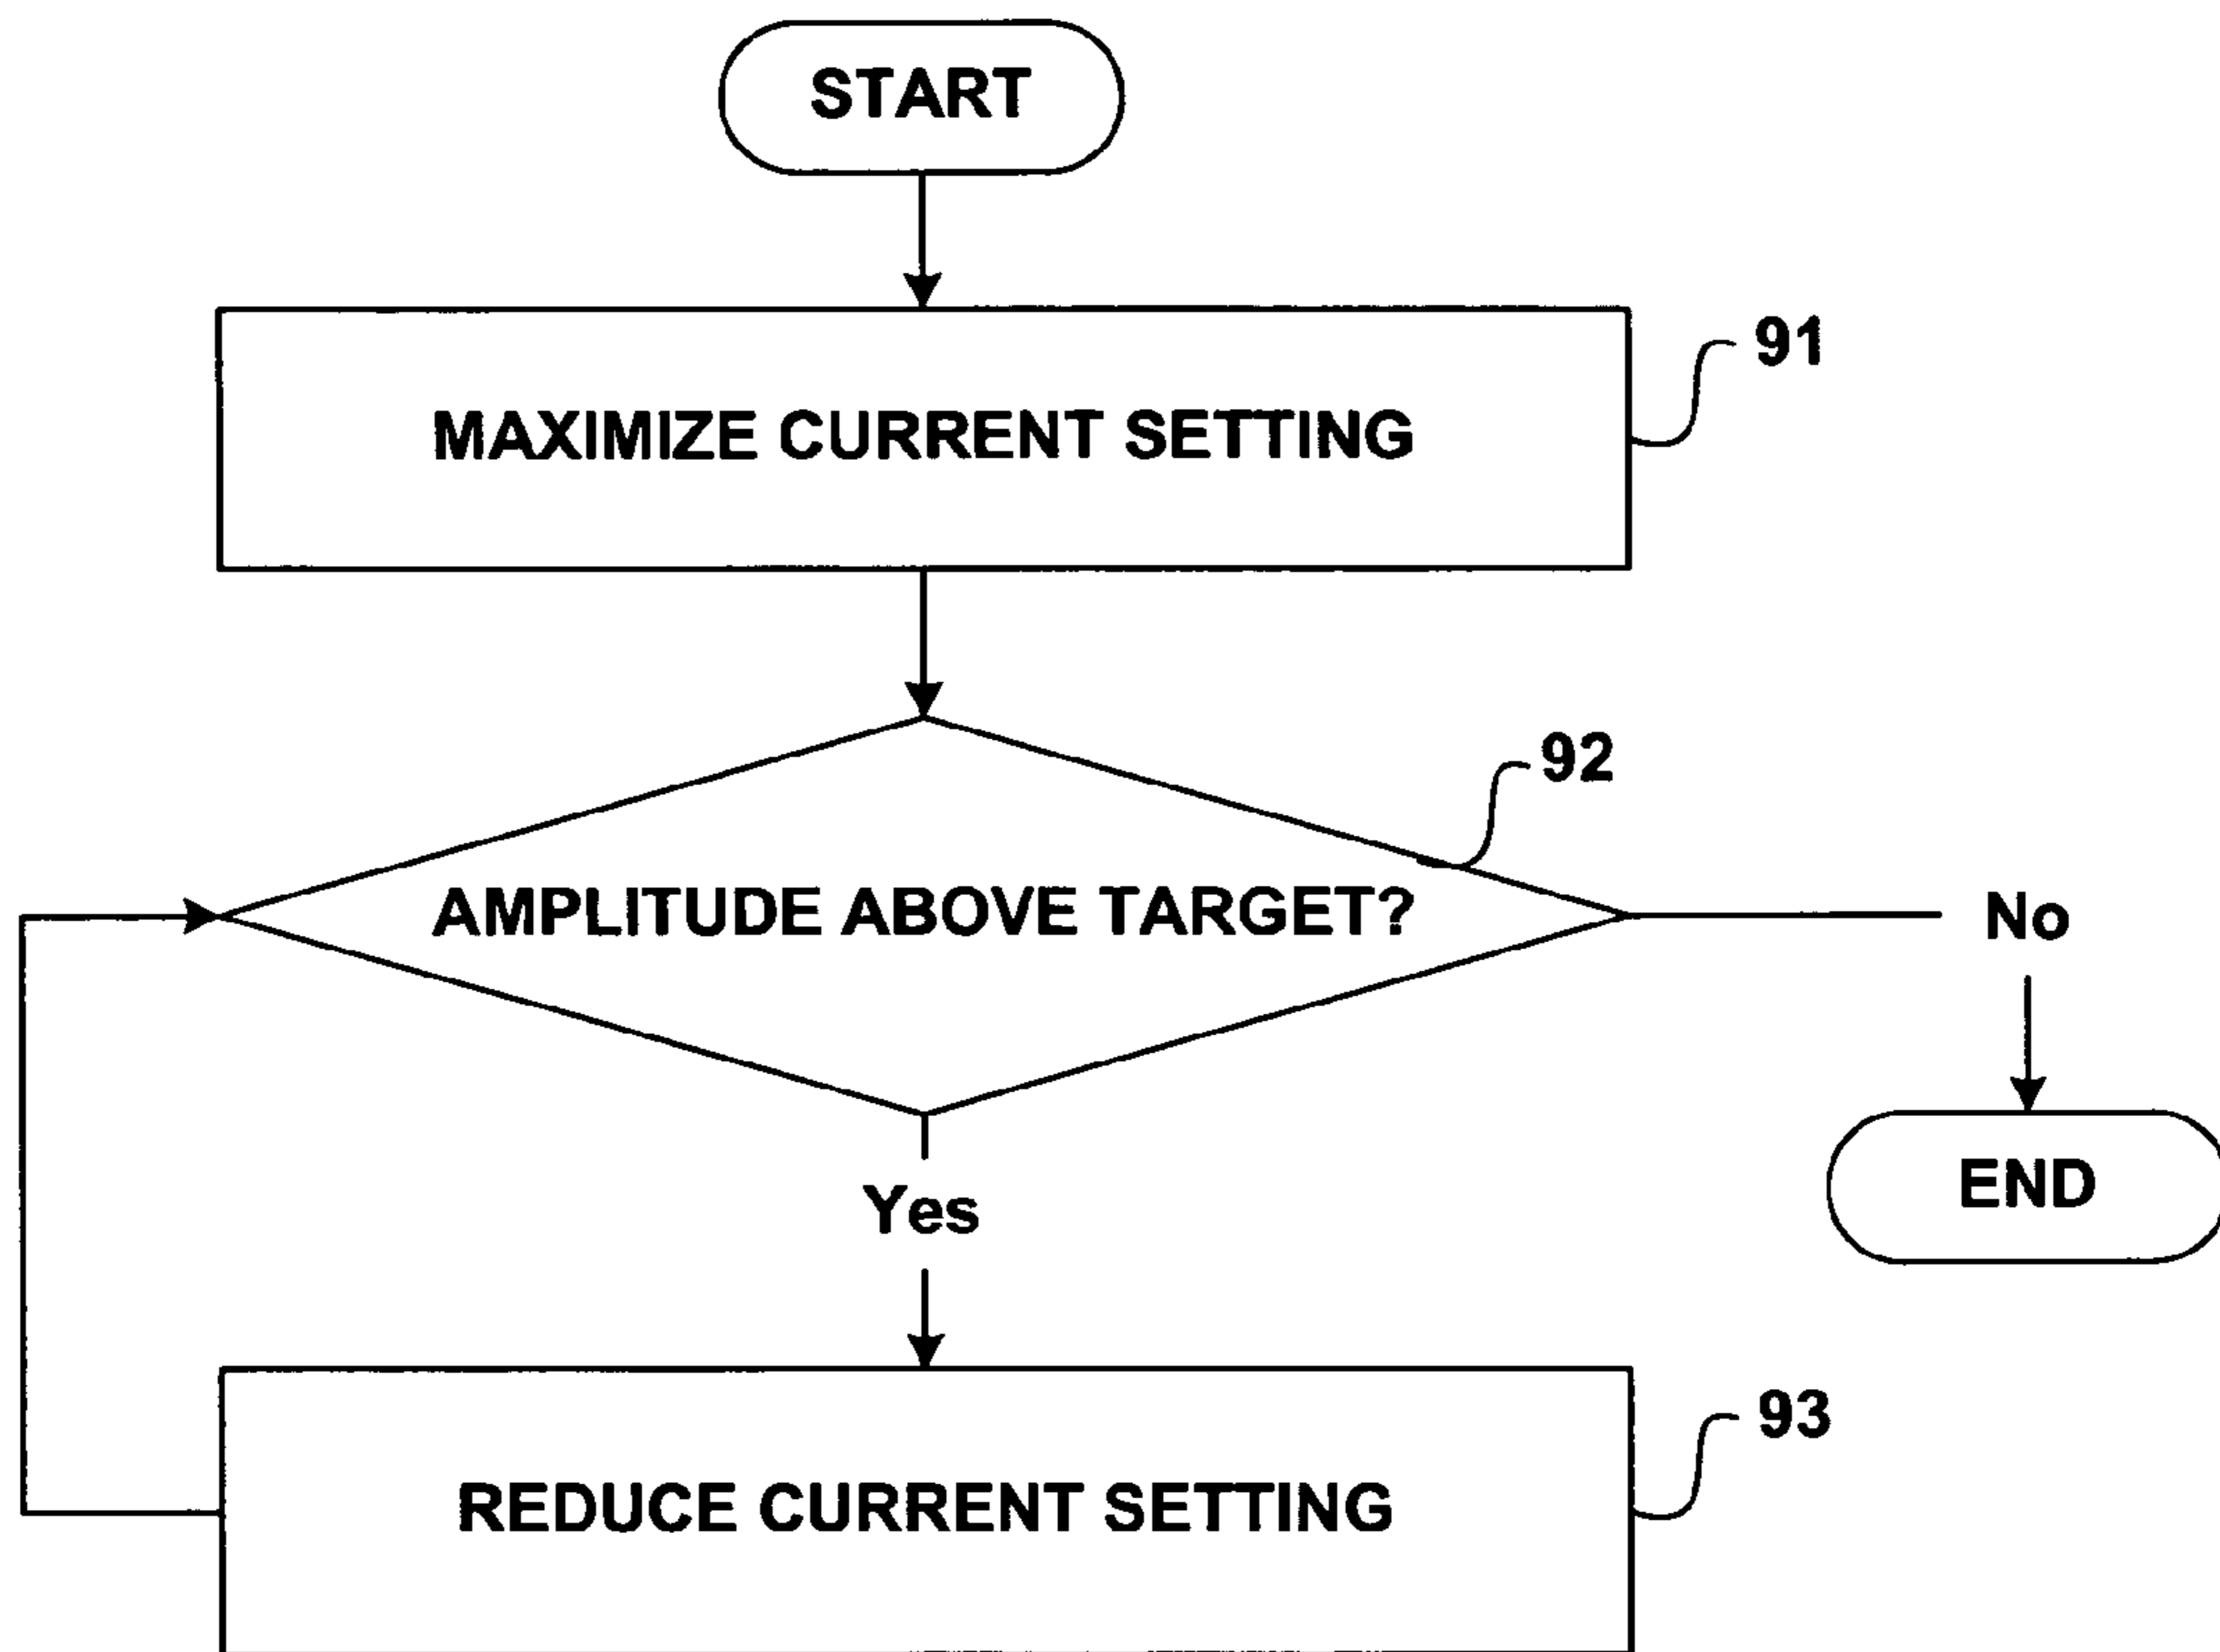 START
MAXIMIZE CURRENT SETTING
91
92
AMPLITUDE ABOVE TARGET?
No
Yes
END
REDUCE CURRENT SETTING
93